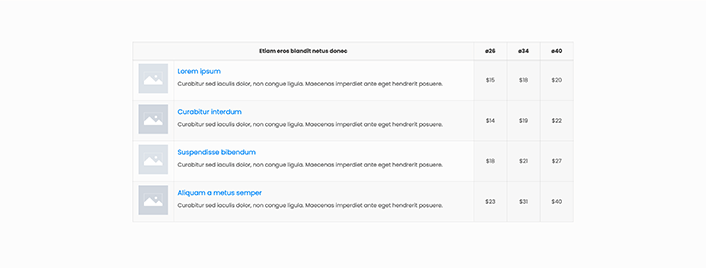 Etiam eros blandit netus donec ø26 ø34 ø40
Lorem ipsum
Curabitur sed iaculis dolor, non congue ligula. Maecenas imperdiet ante eget hendrerit posuere. $15 $18 $20
Curabitur interdum
Curabitur sed iaculis dolor, non congue ligula. Maecenas imperdiet ante eget hendrerit posuere. $14 $19 $22
Suspendisse bibendum
Curabitur sed iaculis dolor, non congue ligula. Maecenas imperdiet ante eget hendrerit posuere. $18 $21 $27
Aliquam a metus semper
Curabitur sed iaculis dolor, non congue ligula. Maecenas imperdiet ante eget hendrerit posuere. $23 $31 $40